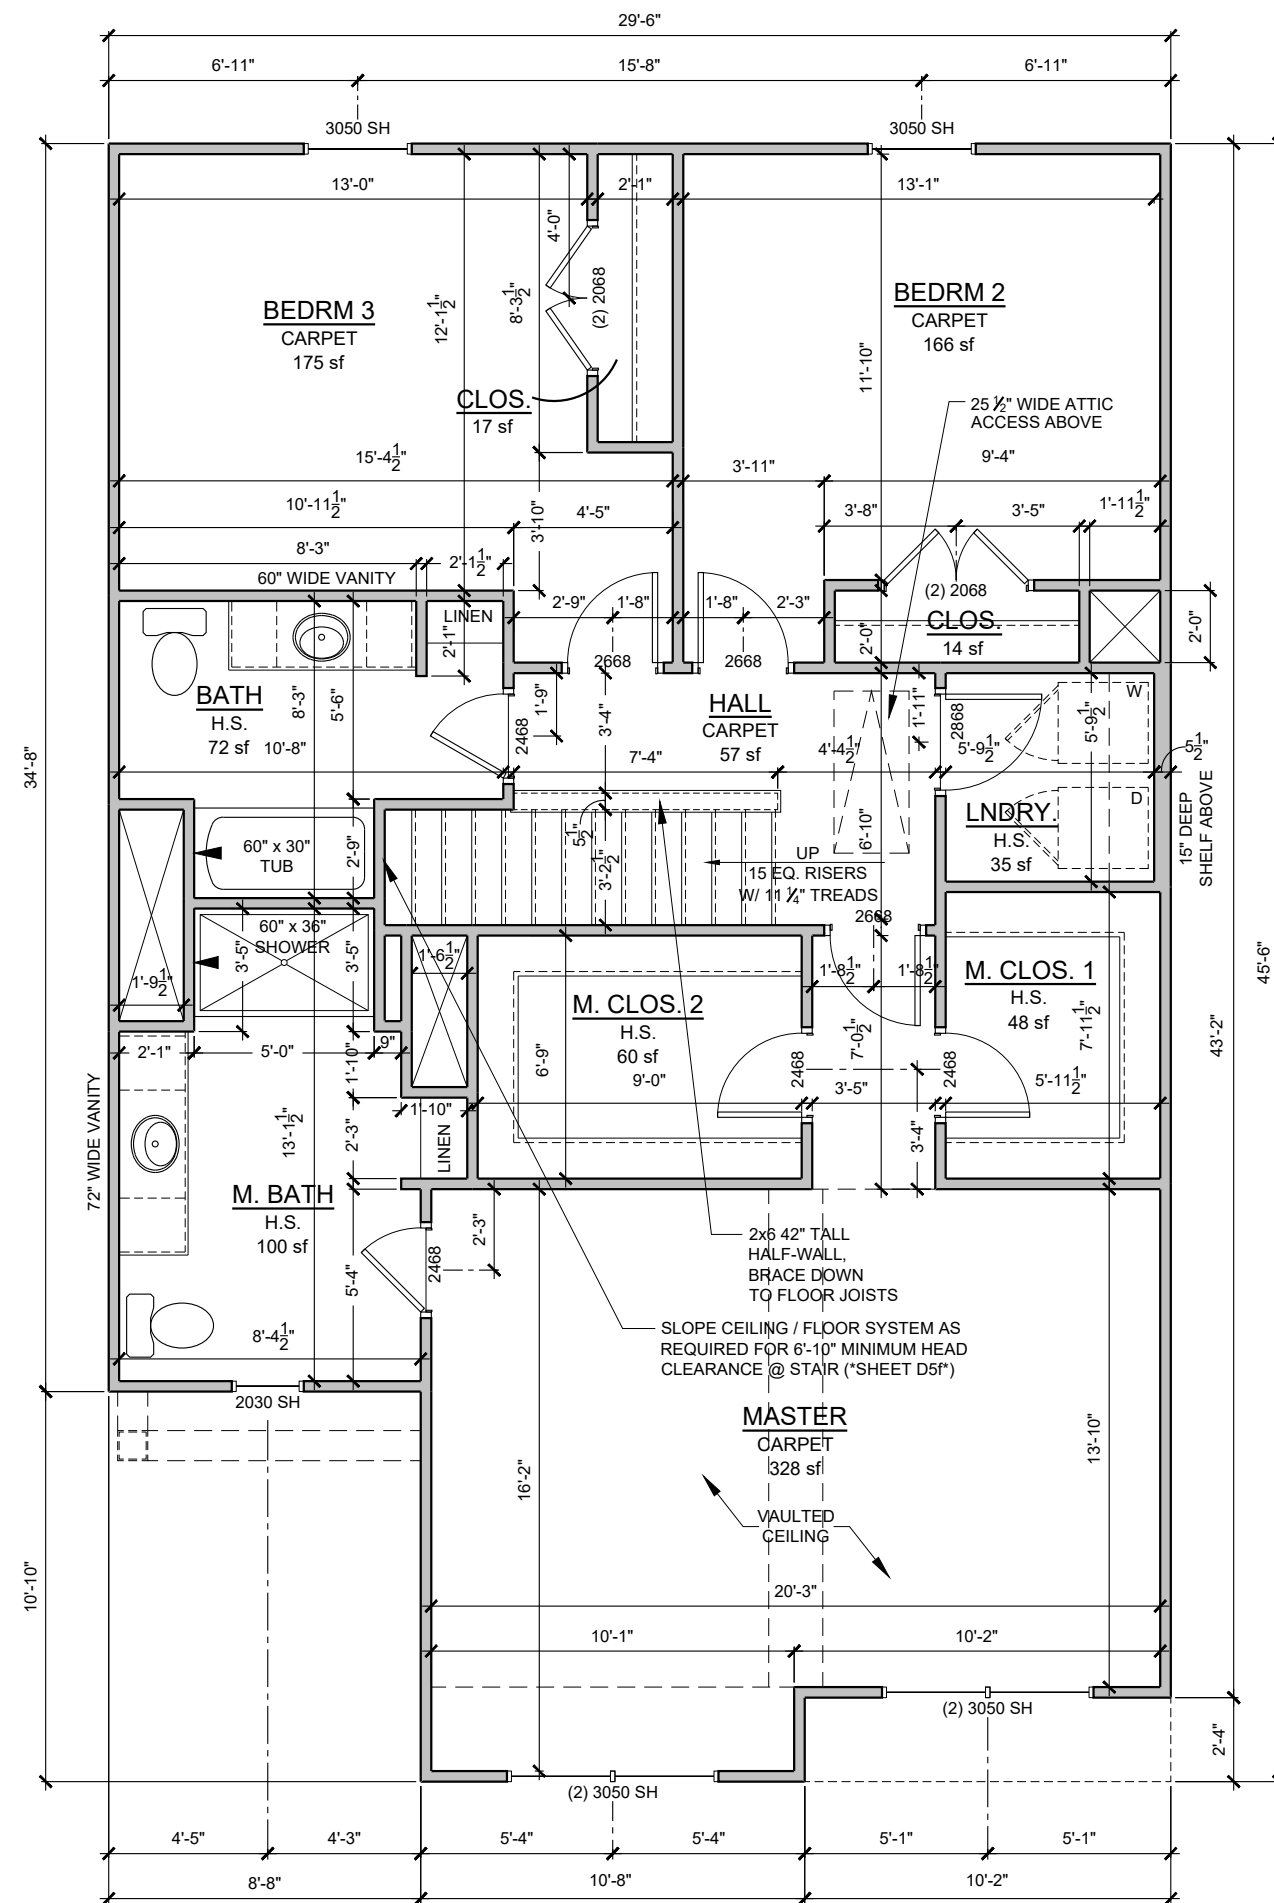 29'-6"
6'-11"
15'-8"
6'-11"
3050 SH
3050 SH
13'-0"
2'-1"
13'-1"
4'-0"
8'-3 1/2"
12'-1 1/2"
(2) 2068
BEDRM 3
CARPET
175 sf
BEDRM 2
CARPET
166 sf
11'-10"
CLOS.
17 sf
25 1/2" WIDE ATTIC
ACCESS ABOVE
15'-4 1/2"
3'-11"
9'-4"
10'-11 1/2"
4'-5"
3'-10"
3'-8"
3'-5"
1'-11 1/2"
8'-3"
2'-1 1/2"
60" WIDE VANITY
(2) 2068
LINEN
2'-1"
2'-9"
1'-8"
1'-8"
2'-3"
2'-0"
CLOS.
14 sf
2'-0"
2668
2668
BATH
H.S.
72 sf
8'-3"
5'-6"
10'-8"
2468
1'-9"
3'-4"
HALL
CARPET
57 sf
7'-4"
4'-4 1/2"
1'-11"
2868
5'-9 1/2"
5'-9 1/2"
W
D
5 1/2"
15" DEEP
SHELF ABOVE
LNDRY.
H.S.
35 sf
34'-8"
60" x 30"
TUB
2'-9"
5 1/2"
3'-2 1/2"
UP
15 EQ. RISERS
W/ 11 1/4" TREADS
6'-10"
2668
60" x 36"
SHOWER
3'-5"
3'-5"
1'-9 1/2"
1'-6 1/2"
1'-8 1/2"
1'-8 1/2"
M. CLOS. 2
H.S.
60 sf
9'-0"
6'-9"
M. CLOS. 1
H.S.
48 sf
7'-11 1/2"
5'-11 1/2"
45'-6"
43'-2"
2'-1"
5'-0"
9"
1'-10"
1'-10"
7'-0 1/2"
2468
2468
3'-5"
3'-4"
72" WIDE VANITY
13'-1 1/2"
2'-3"
LINEN
M. BATH
H.S.
100 sf
2468
2'-3"
5'-4"
8'-4 1/2"
2x6 42" TALL
HALF-WALL,
BRACE DOWN
TO FLOOR JOISTS
SLOPE CEILING / FLOOR SYSTEM AS
REQUIRED FOR 6'-10" MINIMUM HEAD
CLEARANCE @ STAIR (*SHEET D5f*)
2030 SH
MASTER
CARPET
328 sf
16'-2"
13'-10"
VAULTED
CEILING
10'-10"
20'-3"
10'-1"
10'-2"
(2) 3050 SH
2'-4"
(2) 3050 SH
4'-5"
4'-3"
5'-4"
5'-4"
5'-1"
5'-1"
8'-8"
10'-8"
10'-2"